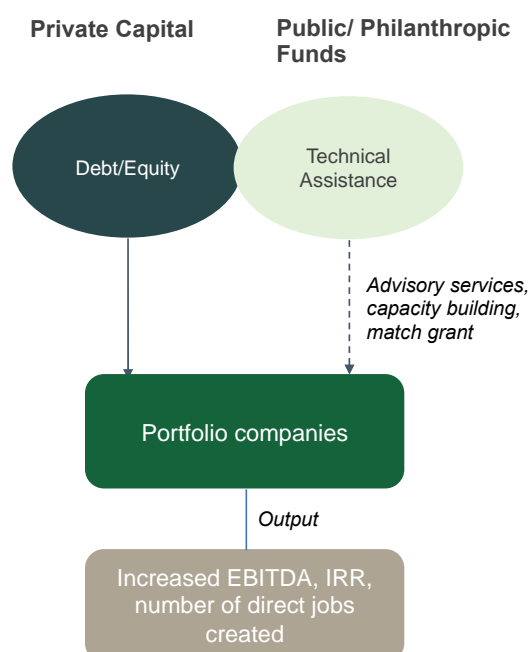 Private Capital
Public/ Philanthropic
Funds
Debt/Equity
Technical
Assistance
Advisory services,
capacity building,
match grant
Portfolio companies
Output
Increased EBITDA, IRR,
number of direct jobs
created